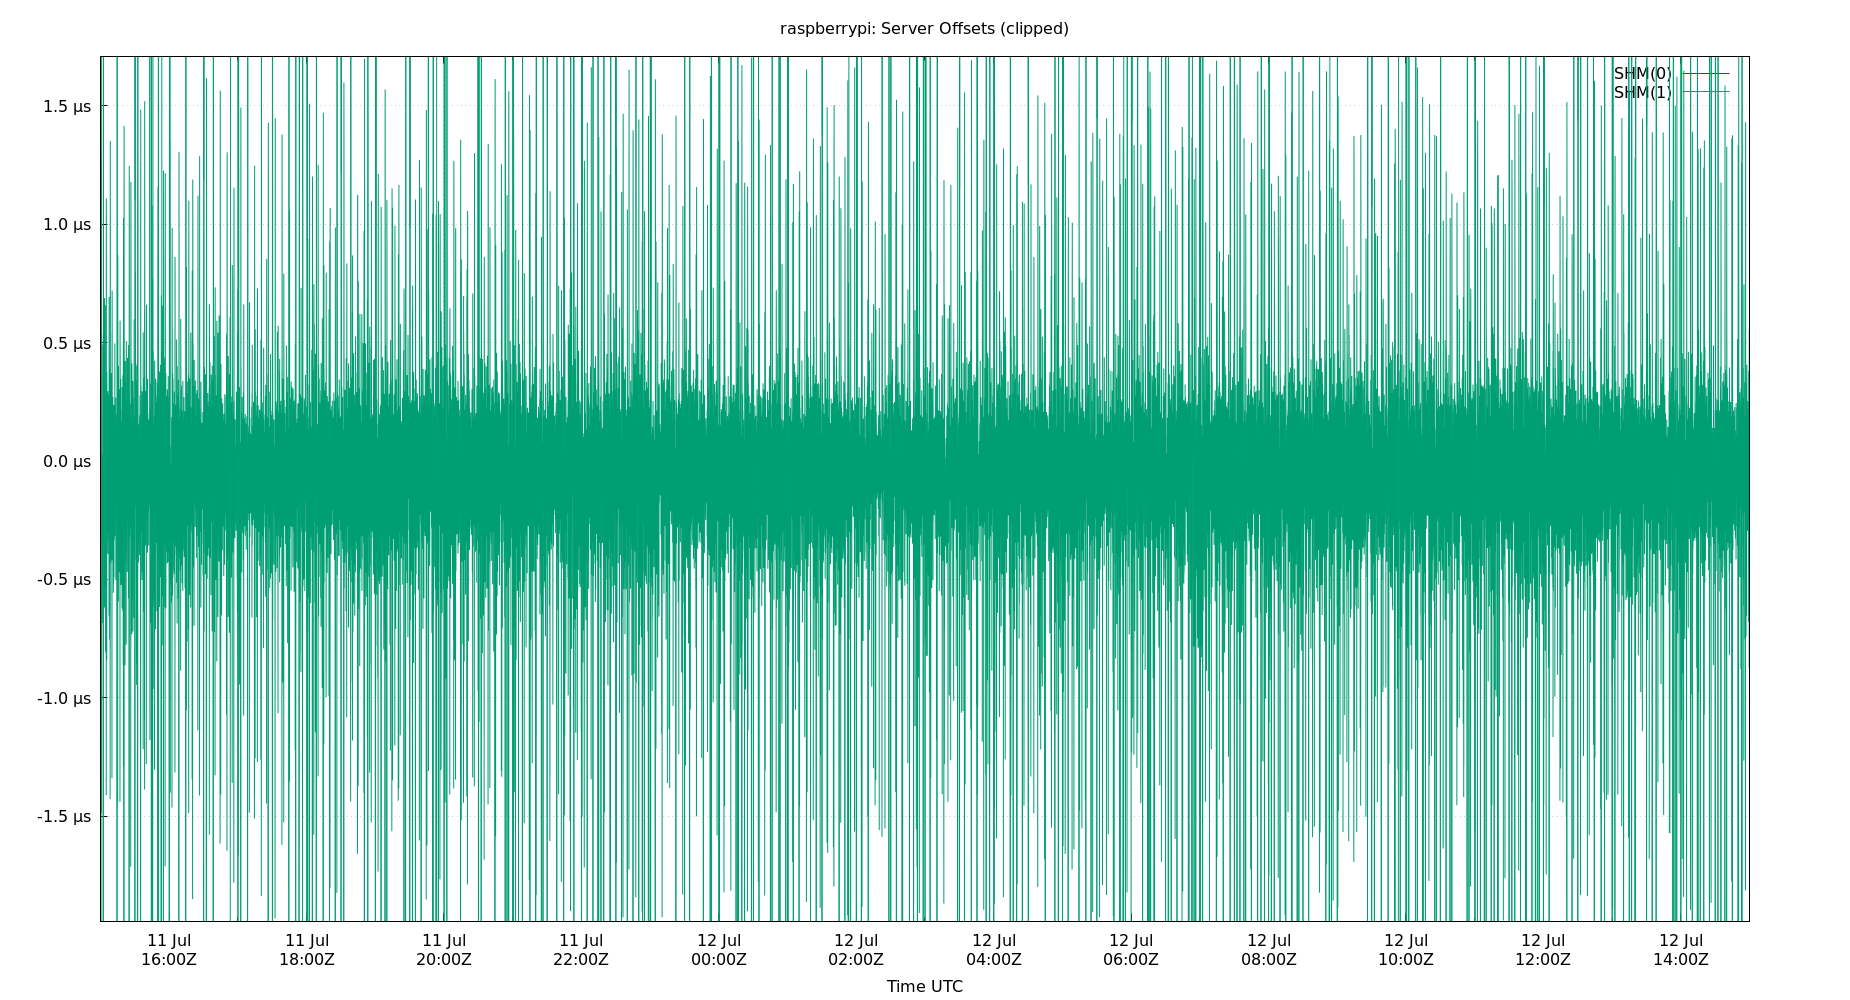 raspberrypi: Server Offsets (clipped)
SHM(0)
SHM(1)
1.5 µs
1.0 µs
0.5 µs
0.0 µs
-0.5 µs
-1.0 µs
-1.5 µs
11 Jul 11 Jul 11 Jul 11 Jul 12 Jul 12 Jul 12 Jul 12 Jul 12 Jul 12 Jul 12 Jul 12 Jul
16:00Z 18:00Z 20:00Z 22:00Z 00:00Z 02:00Z 04:00Z 06:00Z 08:00Z 10:00Z 12:00Z 14:00Z
Time UTC